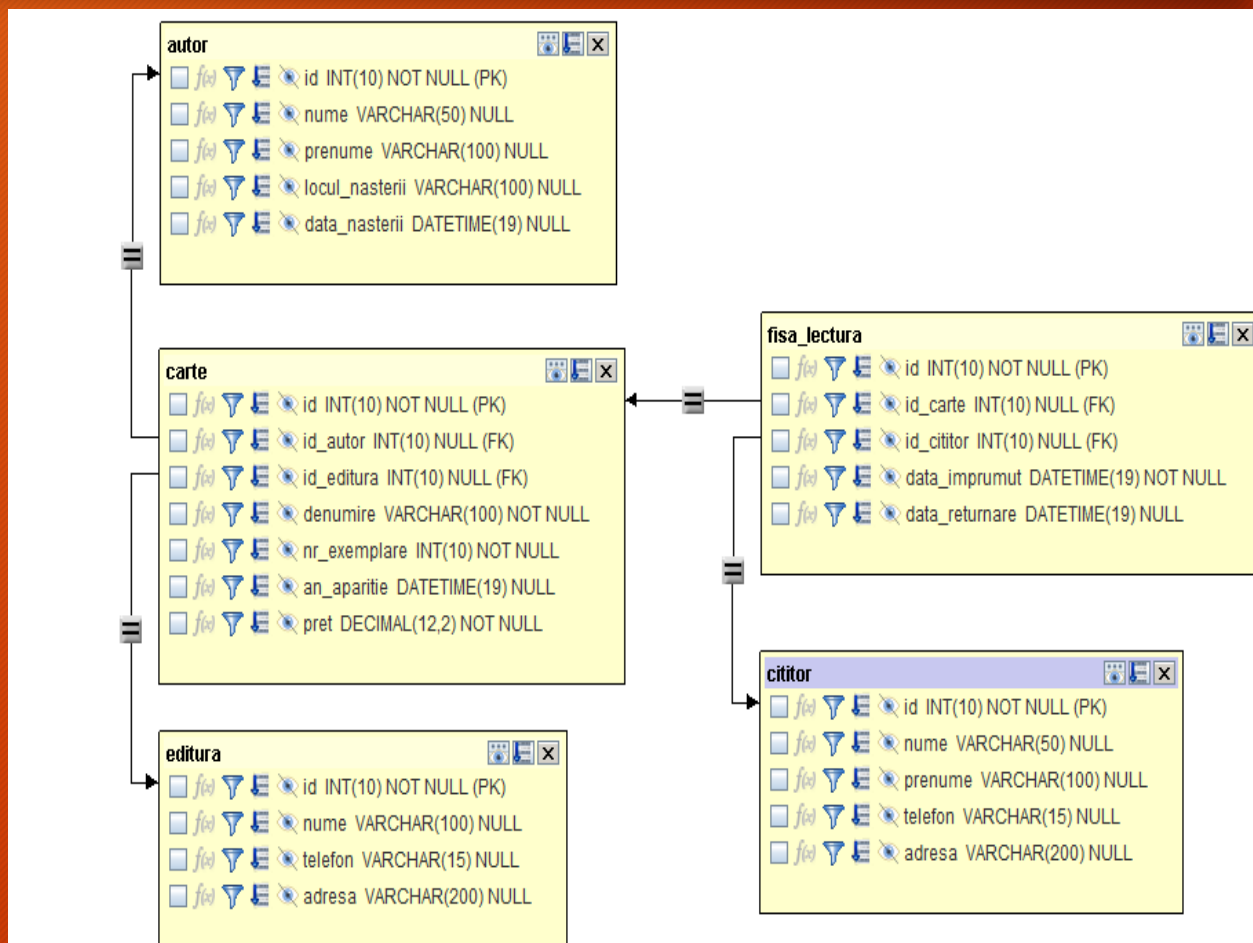 autor
id INT(10) NOT NULL (PK)
nume VARCHAR(50) NULL
prenume VARCHAR(100) NULL
locul_nasterii VARCHAR(100) NULL
data_nasterii DATETIME(19) NULL
carte
id INT(10) NOT NULL (PK)
id_autor INT(10) NULL (FK)
id_editura INT(10) NULL (FK)
denumire VARCHAR(100) NOT NULL
nr_exemplare INT(10) NOT NULL
an_aparitie DATETIME(19) NULL
pret DECIMAL(12,2) NOT NULL
editura
id INT(10) NOT NULL (PK)
nume VARCHAR(100) NULL
telefon VARCHAR(15) NULL
adresa VARCHAR(200) NULL
fisa_lectura
id INT(10) NOT NULL (PK)
id_carte INT(10) NULL (FK)
id_cititor INT(10) NULL (FK)
data_imprumut DATETIME(19) NOT NULL
data_returnare DATETIME(19) NULL
cititor
id INT(10) NOT NULL (PK)
nume VARCHAR(50) NULL
prenume VARCHAR(100) NULL
telefon VARCHAR(15) NULL
adresa VARCHAR(200) NULL